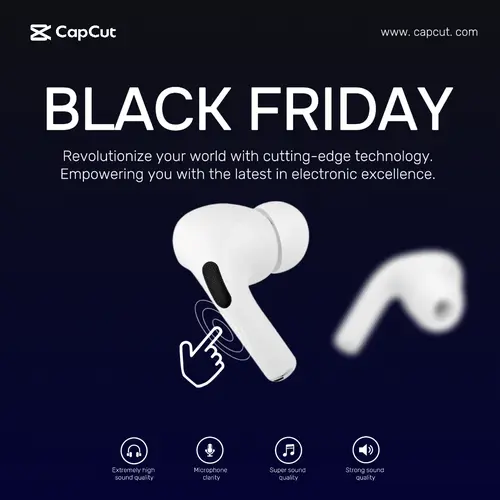 CapCut
www. capcut. com
BLACK FRIDAY
Revolutionize your world with cutting-edge technology.
Empowering you with the latest in electronic excellence.
Extremely high
sound quality
Microphone
clarity
Super sound
quality
Strong sound
quality